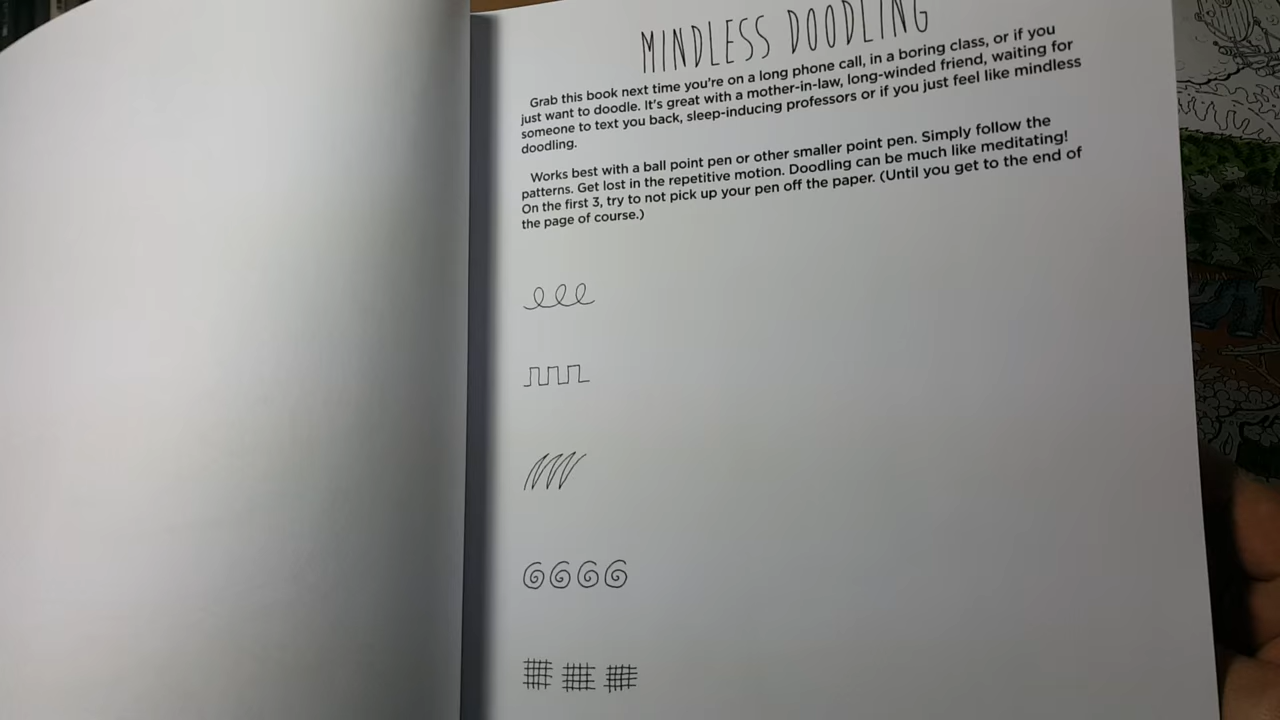 MINDLESS DOODLING
Grab this book next time you're on a long phone call, in a boring class, or if you
just want to doodle. It's great with a mother-in-law, long-winded friend, waiting for
someone to text you back, sleep-inducing professors or if you just feel like mindless
doodling.
Works best with a ball point pen or other smaller point pen. Simply follow the
patterns. Get lost in the repetitive motion. Doodling can be much like meditating!
On the first 3, try to not pick up your pen off the paper. (Until you get to the end of
the page of course.)